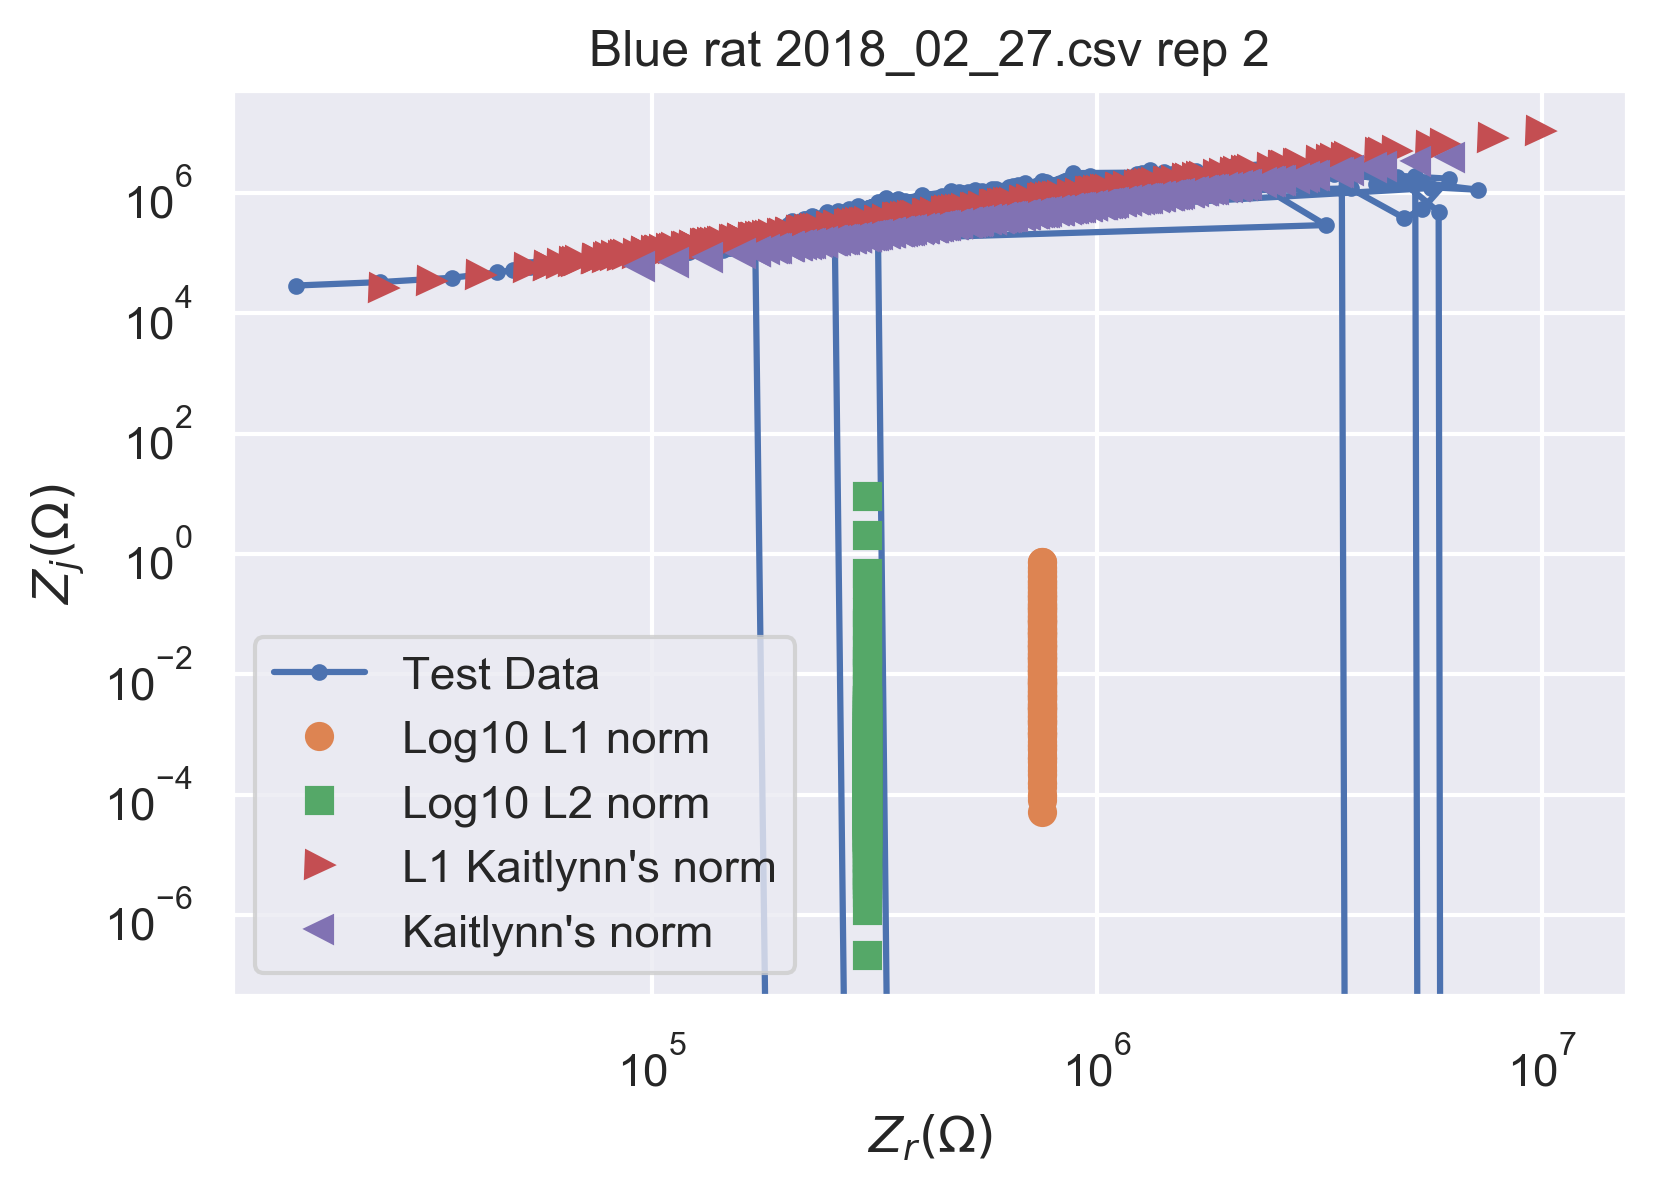 Blue rat 2018_02_27.csv rep 2
Z_j(Ω)
10^6
10^4
10^2
10^0
10^−2
10^−4
10^−6
Test Data
Log10 L1 norm
Log10 L2 norm
L1 Kaitlynn's norm
Kaitlynn's norm
10^5 10^6 10^7
Z_r(Ω)